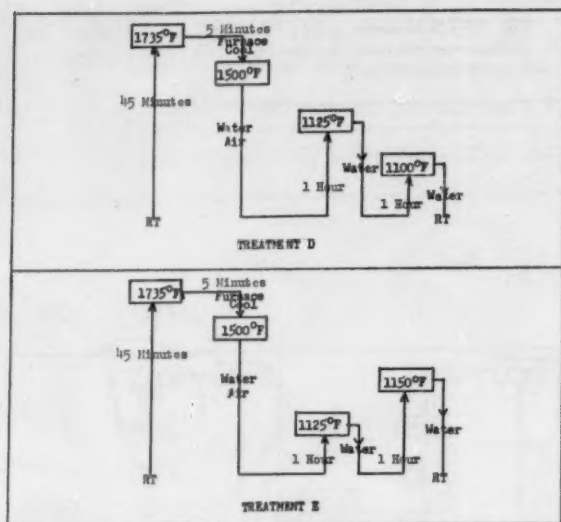 5 Minutes
1735°F
Furnace
Cool
1500°F
45 Minutes
1125°F
Water
Air
Water
1100°F
1 Hour
1 Hour
Water
RT
RT
TREATMENT D
5 Minutes
1735°F
Furnace
Cool
1500°F
45 Minutes
Water
Air
1150°F
1125°F
Water
1 Hour
Water
1 Hour
RT
RT
TREATMENT E